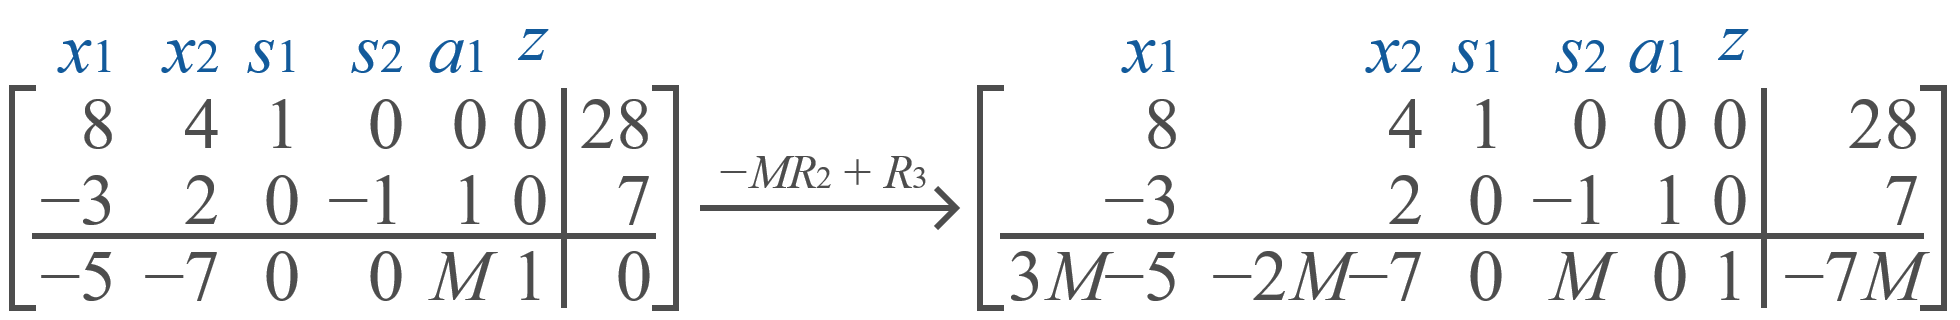 x1 x2 s1 s2 a1 z x1 x2 s1 s2 a1 z
8 4 1 0 0 0 28 8 4 1 0 0 0 28
−MR2 + R3
−3 2 0 −1 1 0 7 −3 2 0 −1 1 0 7
−5 −7 0 0 M 1 0 3M−5 −2M−7 0 M 0 1 −7M